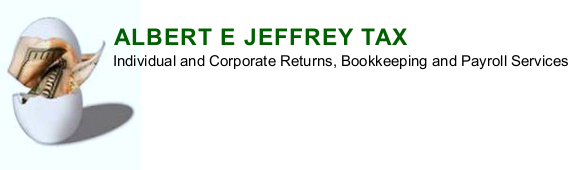 ALBERT E JEFFREY TAX
Individual and Corporate Returns, Bookkeeping and Payroll Services